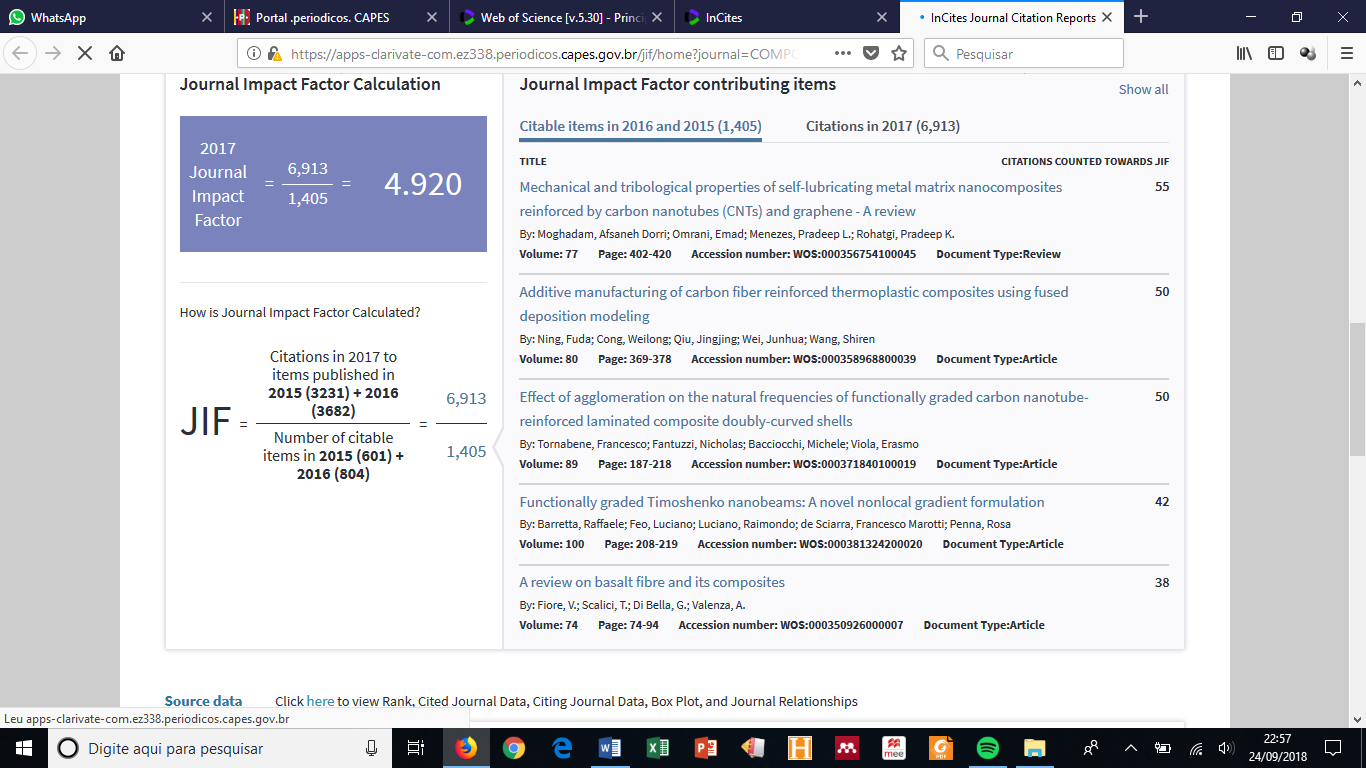 WhatsApp
Portal .periodicos. CAPES
Web of Science [v.5.30] - Princi
InCites
InCites Journal Citation Reports
https://apps-clarivate-com.ez338.periodicos.capes.gov.br/jif/home?journal=COMPO
Pesquisar
Journal Impact Factor Calculation
2017
Journal
Impact
Factor
=
6,913
1,405
=
4.920
How is Journal Impact Factor Calculated?
JIF
=
Citations in 2017 to
items published in
2015 (3231) + 2016
(3682)
Number of citable
items in 2015 (601) +
2016 (804)
=
6,913
1,405
Journal Impact Factor contributing items
Show all
Citable items in 2016 and 2015 (1,405)
Citations in 2017 (6,913)
TITLE
CITATIONS COUNTED TOWARDS JIF
Mechanical and tribological properties of self-lubricating metal matrix nanocomposites
55
reinforced by carbon nanotubes (CNTs) and graphene - A review
By: Moghadam, Afsaneh Dorri; Omrani, Emad; Menezes, Pradeep L.; Rohatgi, Pradeep K.
Volume: 77 Page: 402-420 Accession number: WOS:000356754100045 Document Type:Review
Additive manufacturing of carbon fiber reinforced thermoplastic composites using fused
50
deposition modeling
By: Ning, Fuda; Cong, Weilong; Qiu, Jingjing; Wei, Junhua; Wang, Shiren
Volume: 80 Page: 369-378 Accession number: WOS:000358968800039 Document Type:Article
Effect of agglomeration on the natural frequencies of functionally graded carbon nanotube-
50
reinforced laminated composite doubly-curved shells
By: Tornabene, Francesco; Fantuzzi, Nicholas; Bacciocchi, Michele; Viola, Erasmo
Volume: 89 Page: 187-218 Accession number: WOS:000371840100019 Document Type:Article
Functionally graded Timoshenko nanobeams: A novel nonlocal gradient formulation
42
By: Barretta, Raffaele; Feo, Luciano; Luciano, Raimondo; de Sciarra, Francesco Marotti; Penna, Rosa
Volume: 100 Page: 208-219 Accession number: WOS:000381324200020 Document Type:Article
A review on basalt fibre and its composites
38
By: Fiore, V.; Scalici, T.; Di Bella, G.; Valenza, A.
Volume: 74 Page: 74-94 Accession number: WOS:000350926000007 Document Type:Article
Source data
Click here to view Rank, Cited Journal Data, Citing Journal Data, Box Plot, and Journal Relationships
Leu apps-clarivate-com.ez338.periodicos.capes.gov.br
Digite aqui para pesquisar
mee
PDF
22:57
24/09/2018